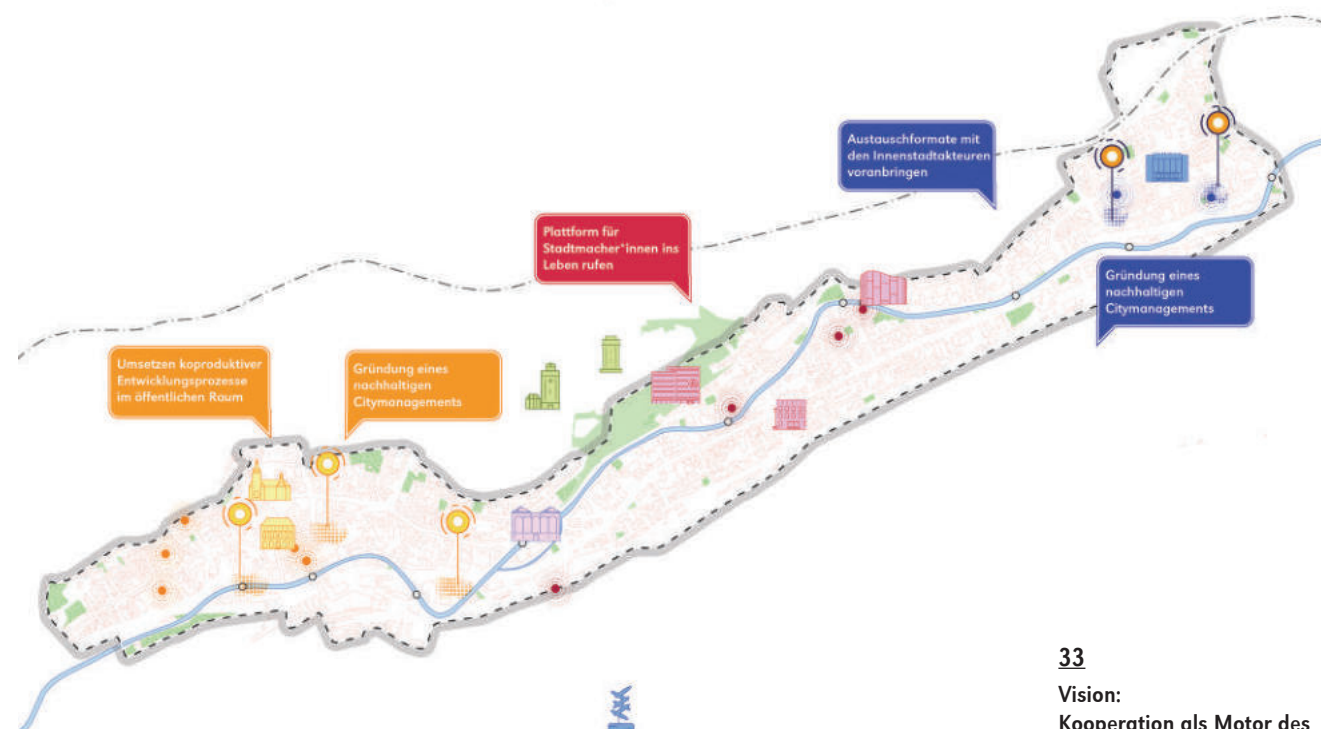 Austauschformate mit
den Innenstadtakteuren
voranbringen
Plattform für
Stadtmacher*innen ins
Leben rufen
Gründung eines
nachhaltigen
Citymanagements
Umsetzen koproduktiver
Entwicklungsprozesse
im öffentlichen Raum
Gründung eines
nachhaltigen
Citymanagements
33
Vision:
Kooperation als Motor des